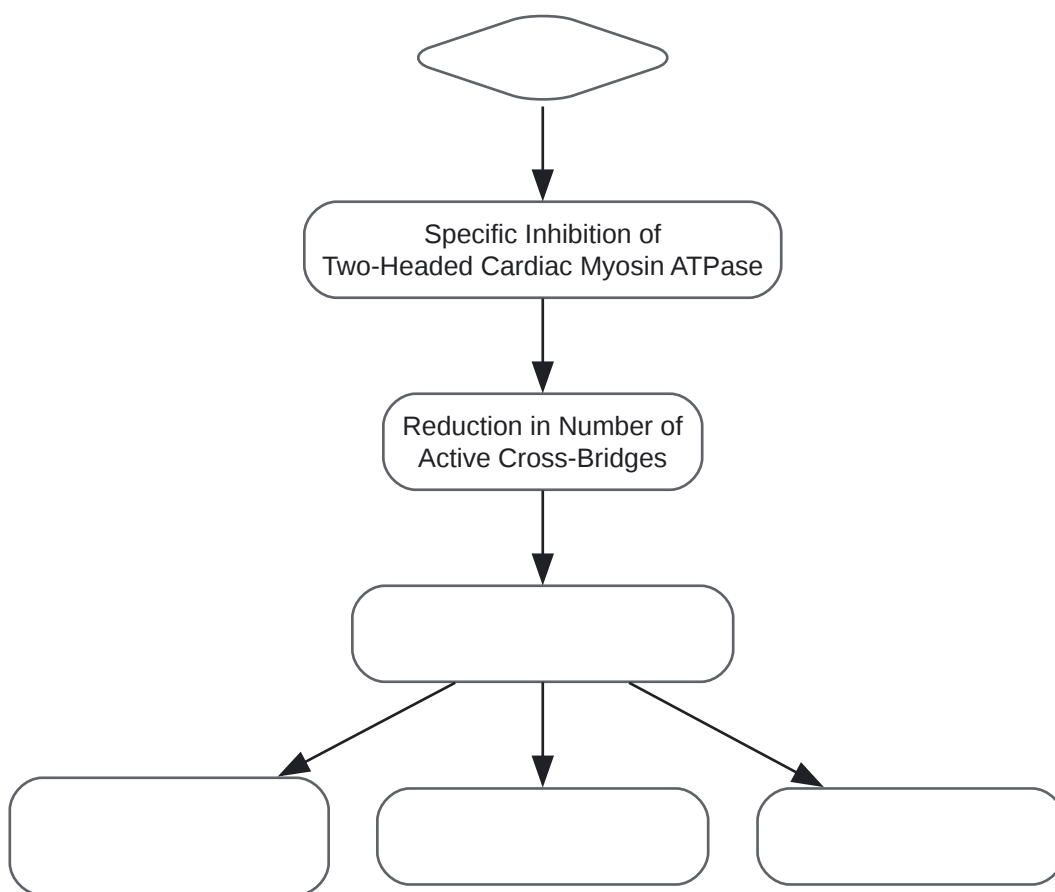 Specific Inhibition of
Two-Headed Cardiac Myosin ATPase
Reduction in Number of
Active Cross-Bridges